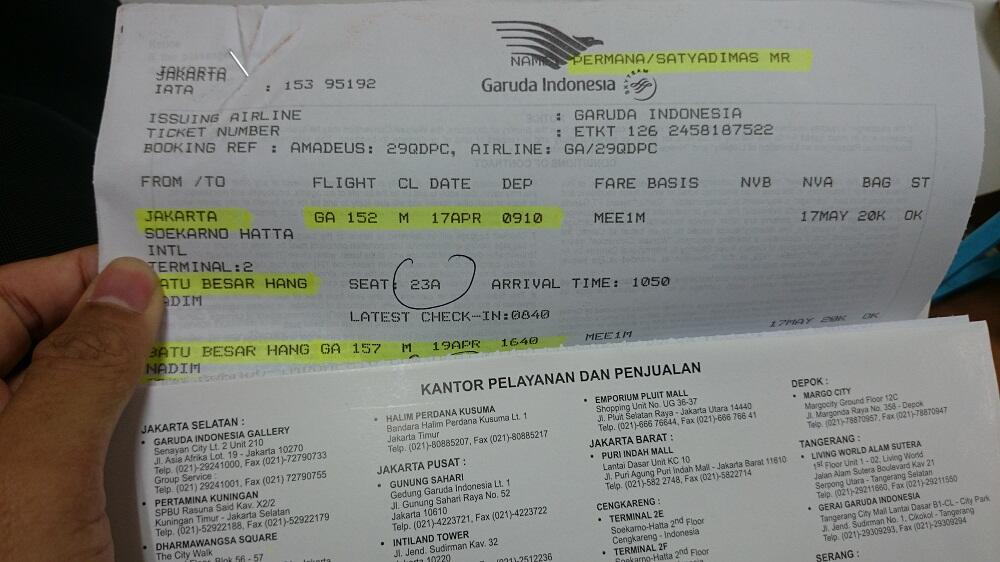 NAME PERMANA/SATYADIMAS MR
Garuda Indonesia
SKYTEAM
JAKARTA
JAKARTA
IATA : 153 95192
ISSUING AIRLINE : GARUDA INDONESIA
TICKET NUMBER : ETKT 126 2458187522
BOOKING REF : AMADEUS: 29QDPC, AIRLINE: GA/29QDPC
FROM /TO FLIGHT CL DATE DEP FARE BASIS NVB NVA BAG ST
JAKARTA GA 152 M 17APR 0910 MEE1M 17MAY 20K OK
SOEKARNO HATTA
INTL
TERMINAL:2
BATU BESAR HANG SEAT: 23A ARRIVAL TIME: 1050
NADIM
LATEST CHECK-IN:0840
BATU BESAR HANG GA 157 M 19APR 1640 MEE1M 17MAY 20K OK
NADIM
KANTOR PELAYANAN DAN PENJUALAN
JAKARTA SELATAN :
• GARUDA INDONESIA GALLERY
Senayan City Lt. 2 Unit 210
Jl. Asia Afrika Lot. 19 - Jakarta 10270
Telp. (021)-29241000, Fax (021)-72790733
Group Service :
Telp. (021) 29241001, Fax (021) 72790755
• PERTAMINA KUNINGAN
SPBU Rasuna Said Kav. X2/2
Kuningan Timur - Jakarta Selatan
Telp. (021)-52922188, Fax (021)-52922179
• DHARMAWANGSA SQUARE
The City Walk
Floor, Blok 56 - 57
• HALIM PERDANA KUSUMA
Bandara Halim Perdana Kusuma Lt. 1
Jakarta Timur
Telp. (021)-80885207, Fax (021)-80885217
JAKARTA PUSAT :
• GUNUNG SAHARI
Gedung Garuda Indonesia Lt. 1
Jl. Gunung Sahari Raya No. 52
Jakarta 10610
Telp. (021)-4223721, Fax (021)-4223722
• INTILAND TOWER
Jl. Jend. Sudirman Kav. 32
Jakarta 10220
• EMPORIUM PLUIT MALL
Shopping Unit No. UG 36-37
Jl. Pluit Selatan Raya - Jakarta Utara 14440
Telp. (021)-666 76644, Fax (021)-666 766 41
JAKARTA BARAT :
• PURI INDAH MALL
Lantai Dasar Unit KC 10
Jl. Puri Agung Puri Indah Mall - Jakarta Barat 11610
Telp. (021)-582 2748, Fax (021)-5822714
CENGKARENG :
• TERMINAL 2E
Soekarno-Hatta 2nd Floor
Cengkareng - Indonesia
• TERMINAL 2F
Soekarno-Hatta 2nd Floor
DEPOK :
• MARGO CITY
Margocity Ground Floor 12C
Jl. Margonda Raya No. 358 - Depok
Telp. (021)-78870957, Fax (021)-78870947
TANGERANG :
• LIVING WORLD ALAM SUTERA
1st Floor Unit 1 - 02, Living World
Jalan Alam Sutera Boulevard Kav 21
Serpong Utara - Tangerang Selatan
Telp. (021)-29211660, Fax (021)-29211550
• GERAI GARUDA INDONESIA
Tangerang City Mall Lantai Dasar B1-CL - City Park
Jl. Jend. Sudirman No. 1, Cikokol - Tangerang
Telp. (021)-29309293, Fax (021)-29309294
SERANG :